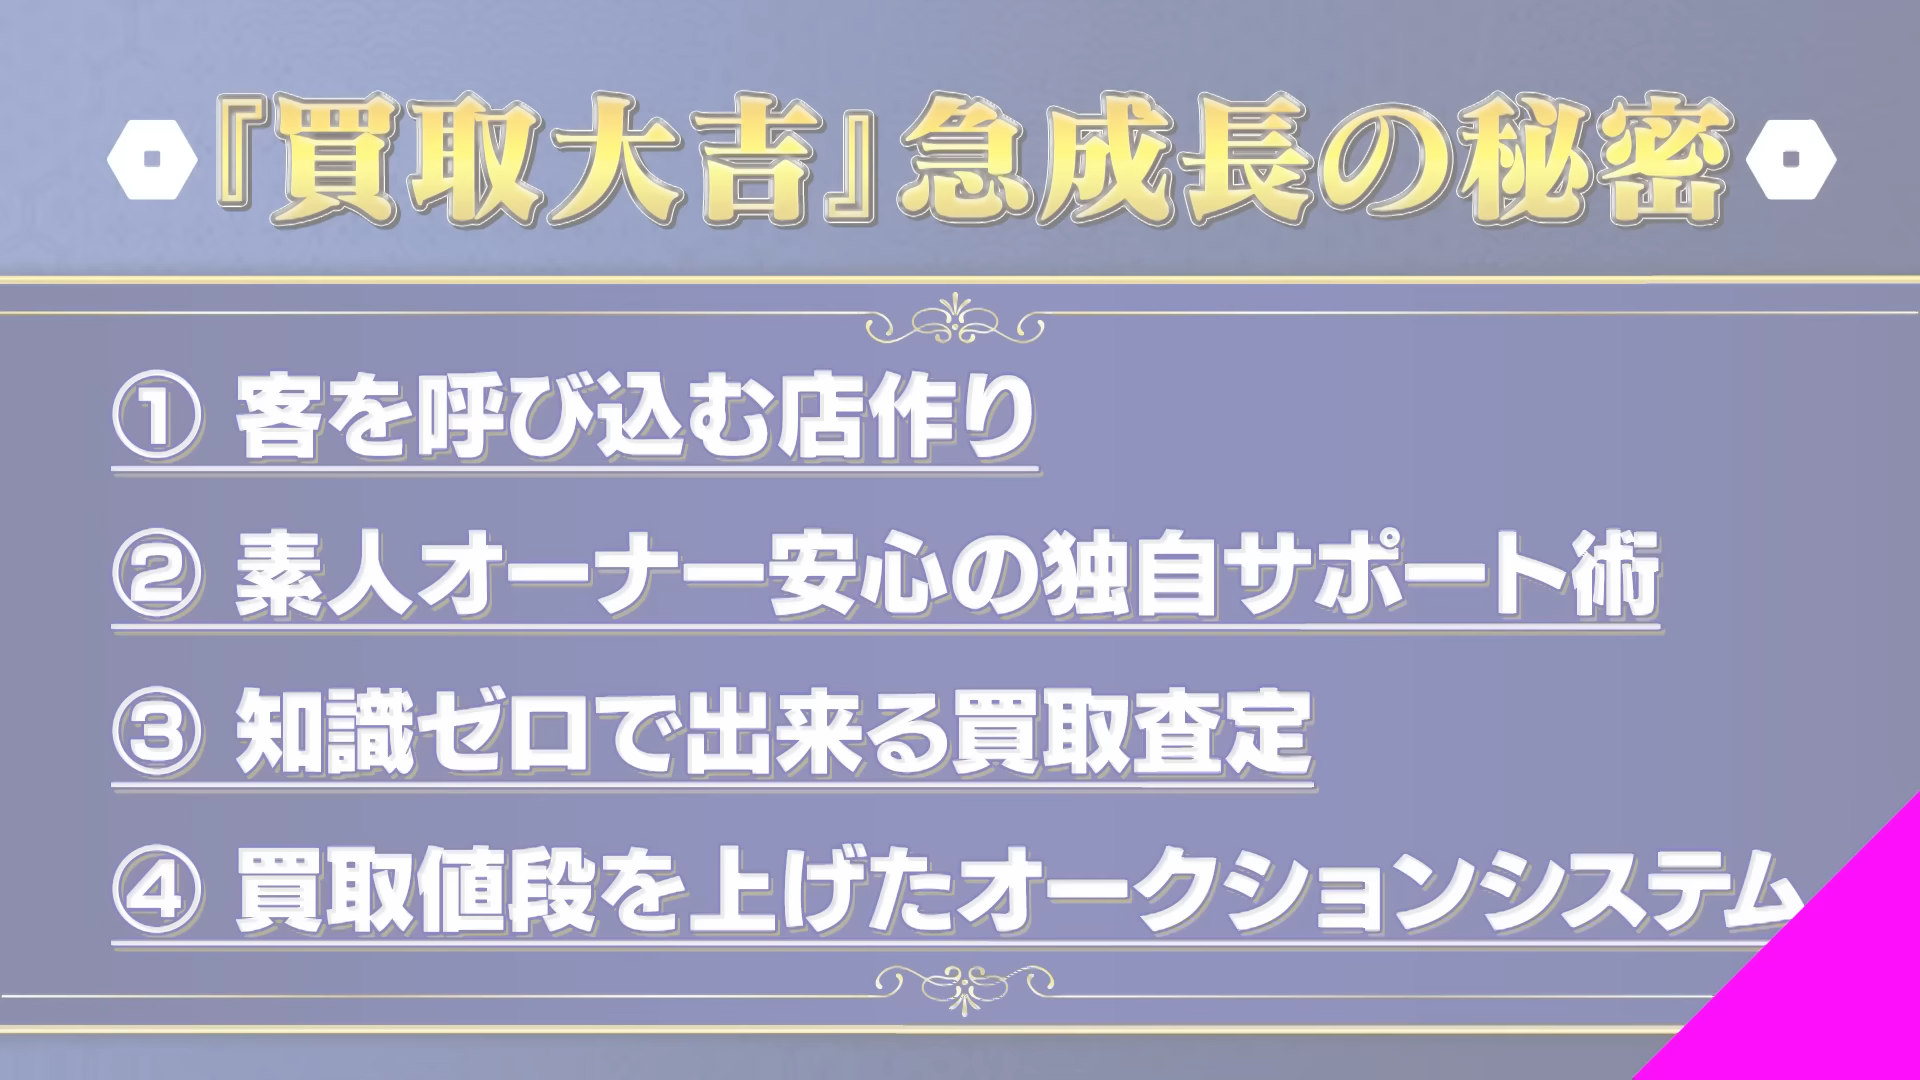 『買取大吉』急成長の秘密
① 客を呼び込む店作り
② 素人オーナー安心の独自サポート術
③ 知識ゼロで出来る買取査定
④ 買取値段を上げたオークションシステム